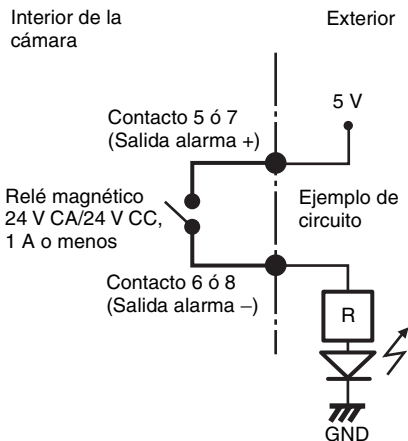 Interior de la
cámara
Exterior
5 V
Contacto 5 ó 7
(Salida alarma +)
Relé magnético
24 V CA/24 V CC,
1 A o menos
Ejemplo de
circuito
Contacto 6 ó 8
(Salida alarma –)
R
GND